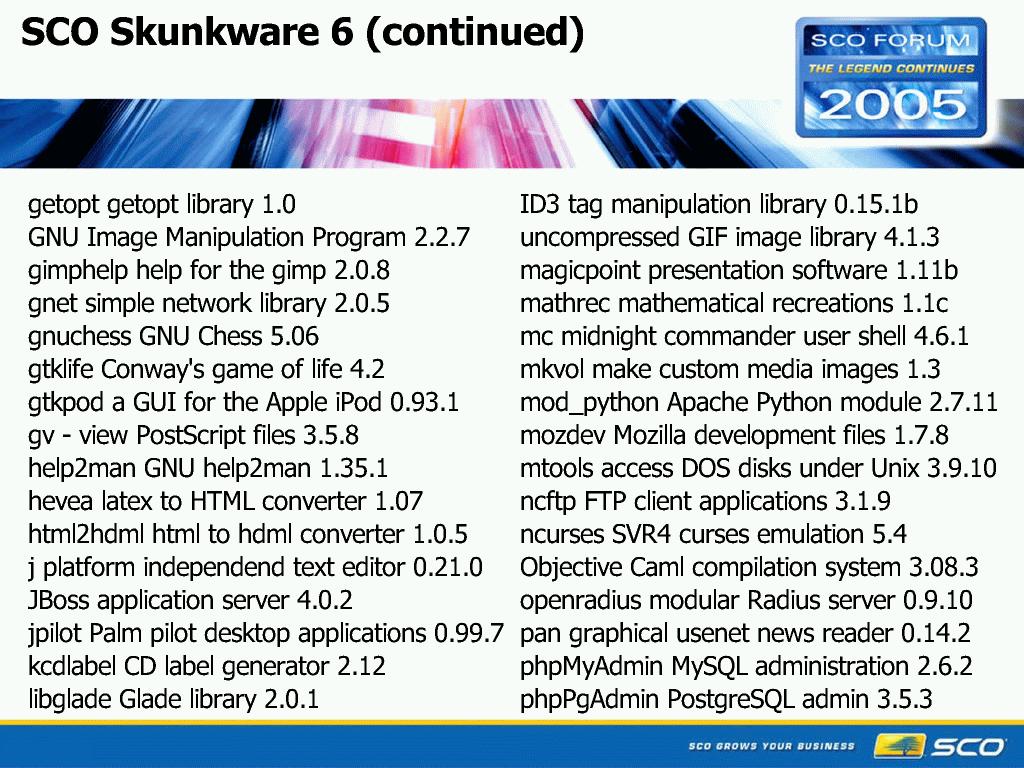 SCO Skunkware 6 (continued)
SCO FORUM
THE LEGEND CONTINUES
2005
getopt getopt library 1.0
GNU Image Manipulation Program 2.2.7
gimphelp help for the gimp 2.0.8
gnet simple network library 2.0.5
gnuchess GNU Chess 5.06
gtklife Conway's game of life 4.2
gtkpod a GUI for the Apple iPod 0.93.1
gv - view PostScript files 3.5.8
help2man GNU help2man 1.35.1
hevea latex to HTML converter 1.07
html2hdml html to hdml converter 1.0.5
j platform independend text editor 0.21.0
JBoss application server 4.0.2
jpilot Palm pilot desktop applications 0.99.7
kcdlabel CD label generator 2.12
libglade Glade library 2.0.1
ID3 tag manipulation library 0.15.1b
uncompressed GIF image library 4.1.3
magicpoint presentation software 1.11b
mathrec mathematical recreations 1.1c
mc midnight commander user shell 4.6.1
mkvol make custom media images 1.3
mod_python Apache Python module 2.7.11
mozdev Mozilla development files 1.7.8
mtools access DOS disks under Unix 3.9.10
ncftp FTP client applications 3.1.9
ncurses SVR4 curses emulation 5.4
Objective Caml compilation system 3.08.3
openradius modular Radius server 0.9.10
pan graphical usenet news reader 0.14.2
phpMyAdmin MySQL administration 2.6.2
phpPgAdmin PostgreSQL admin 3.5.3
SCO GROWS YOUR BUSINESS
SCO